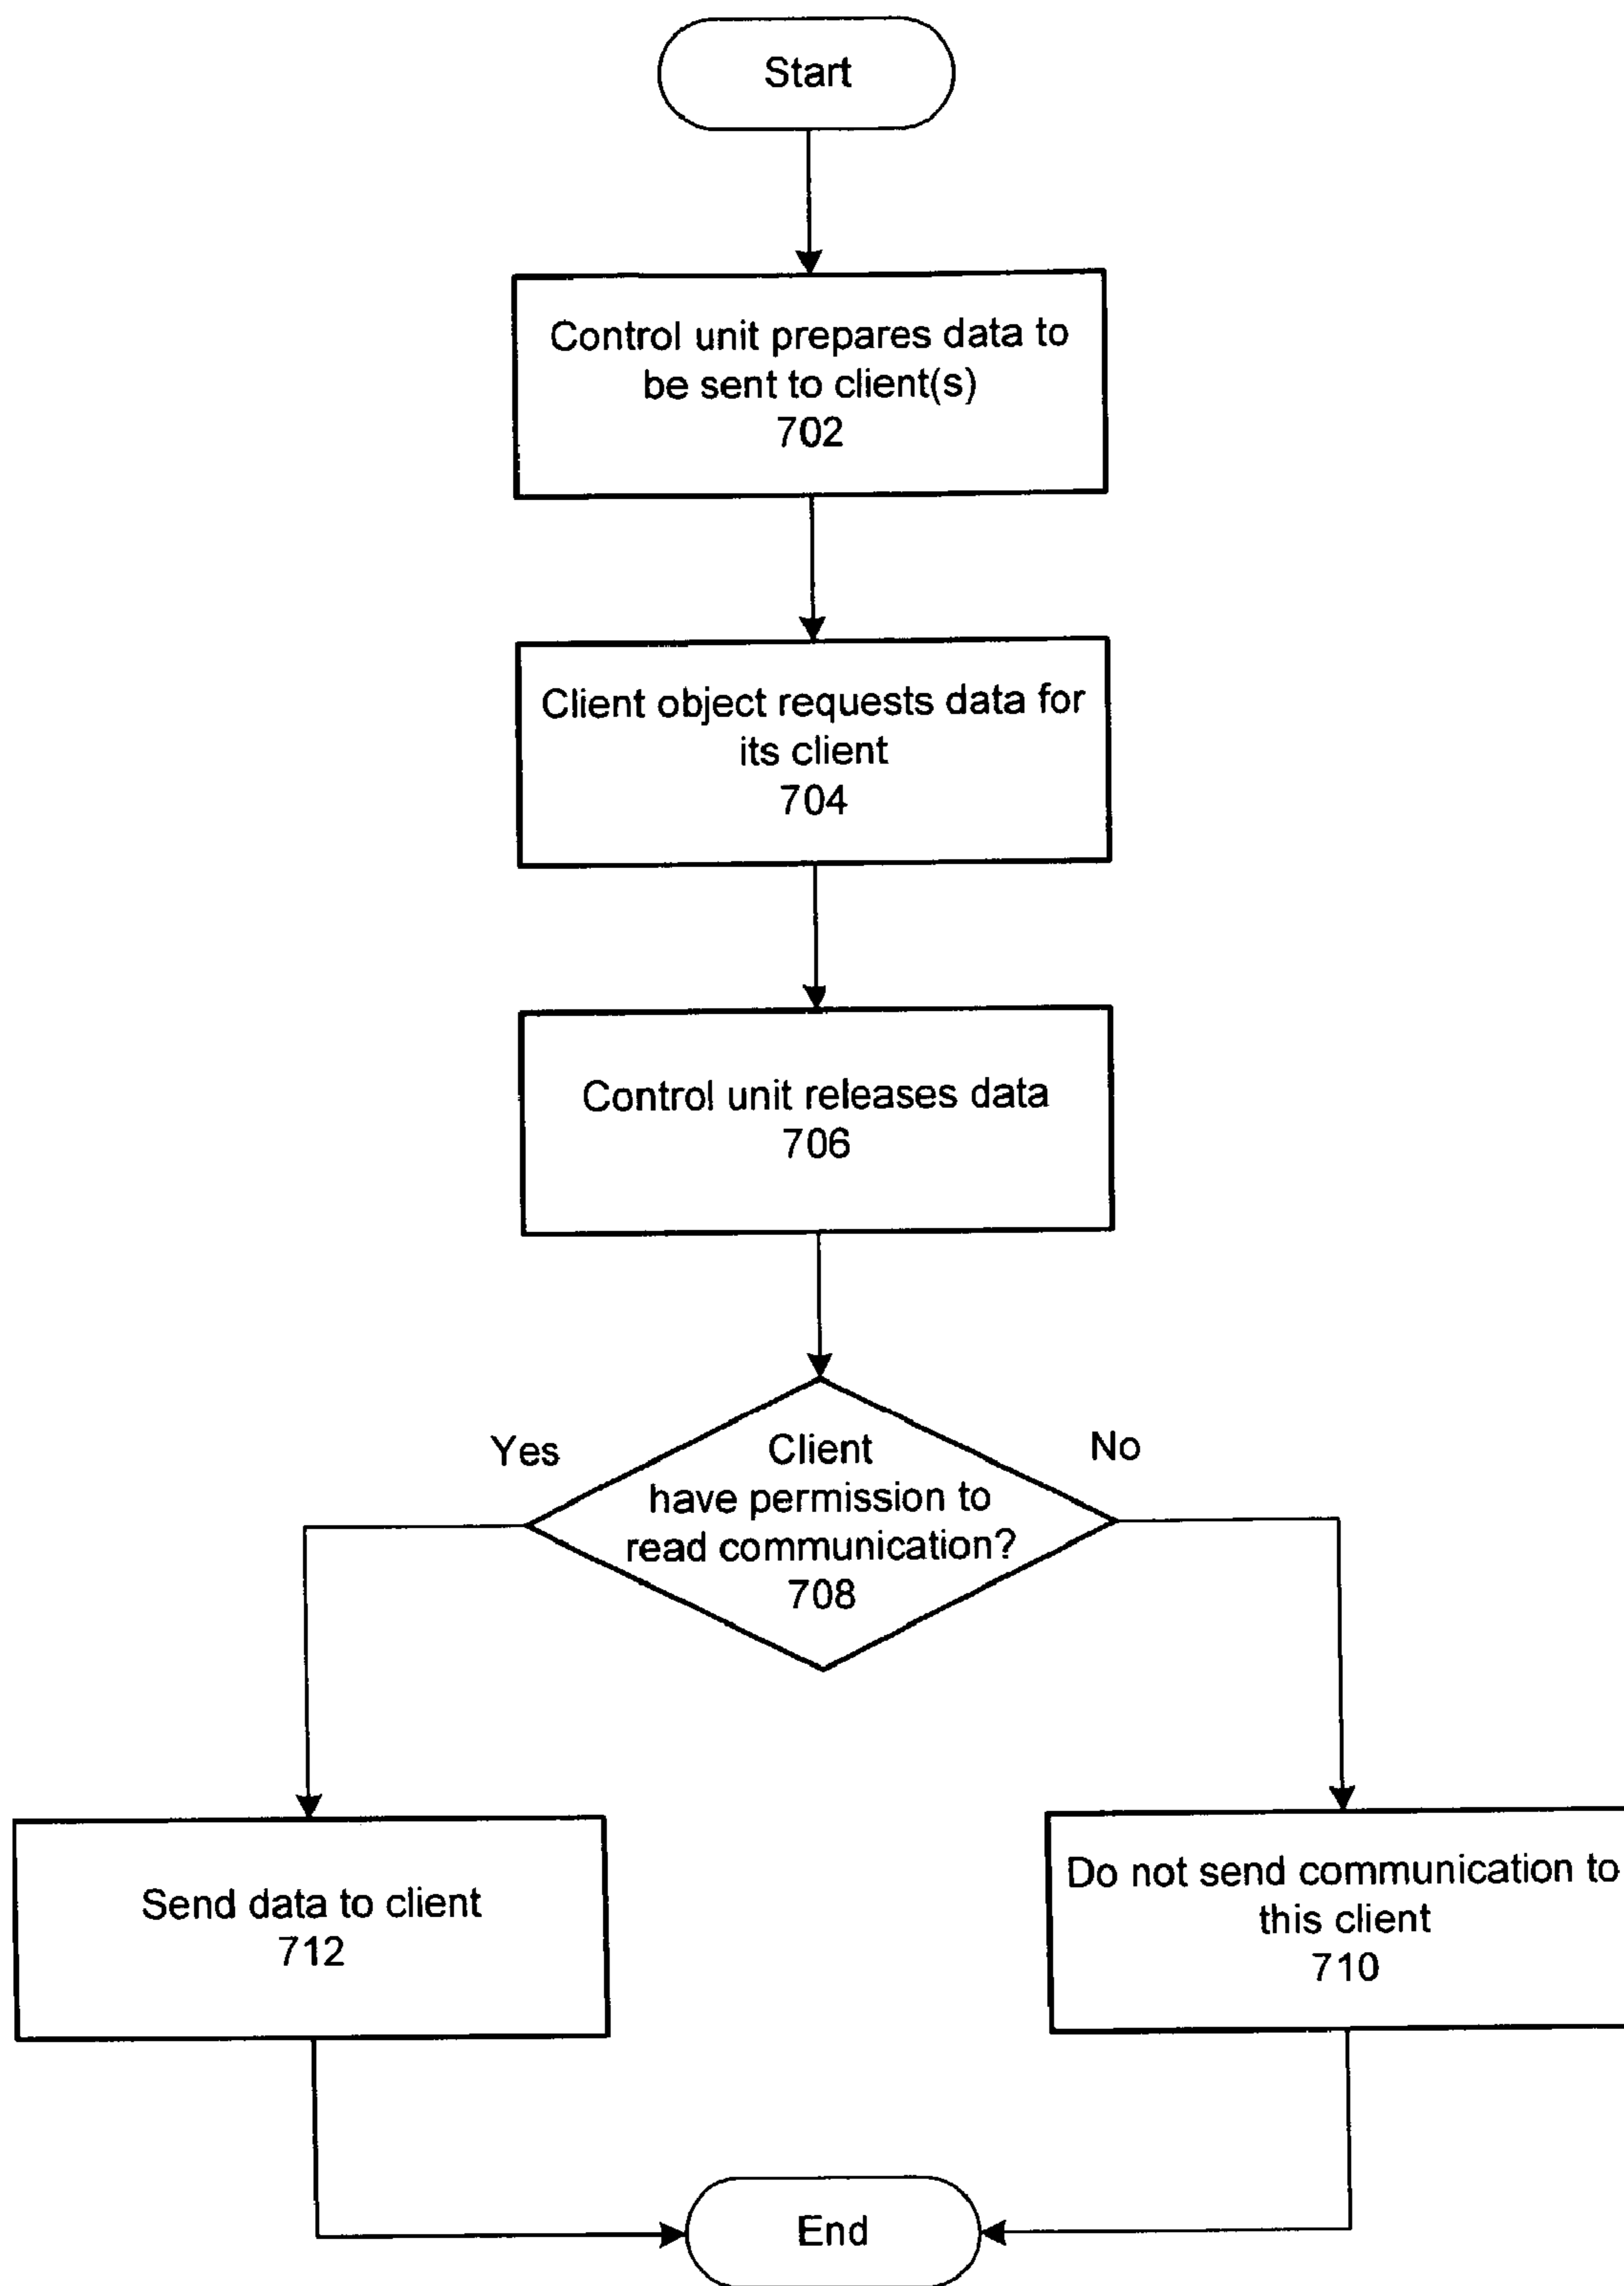 Start
Control unit prepares data to
be sent to client(s)
702
Client object requests data for
its client
704
Control unit releases data
706
Yes
No
Client
have permission to
read communication?
708
Send data to client
712
Do not send communication to
this client
710
End